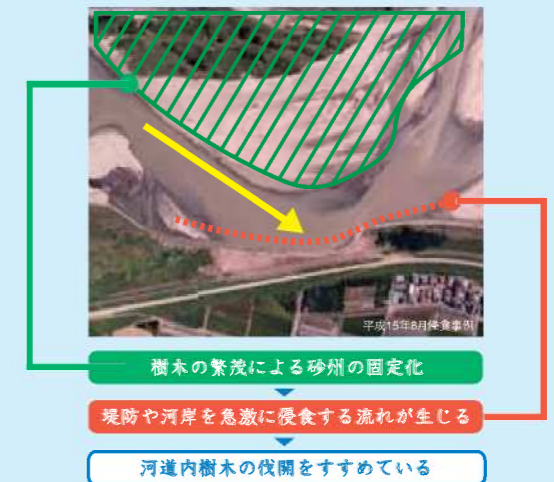 平成15年8月侵食事例
樹木の繁茂による砂州の固定化
堤防や河岸を急激に侵食する流れが生じる
河道内樹木の伐開をすすめている